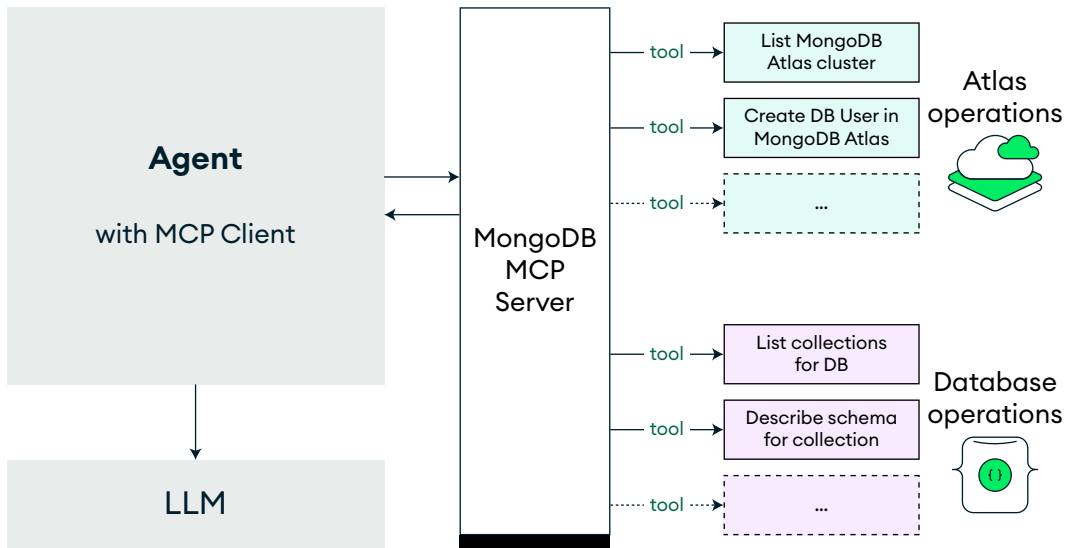 Agent
with MCP Client
LLM
MongoDB
MCP
Server
tool
List MongoDB
Atlas cluster
tool
Create DB User in
MongoDB Atlas
tool
...
Atlas
operations
tool
List collections
for DB
tool
Describe schema
for collection
tool
...
Database
operations
{ }